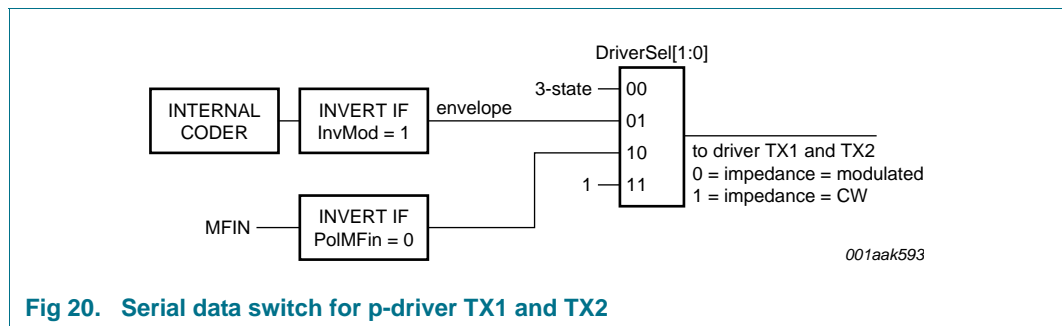 DriverSel[1:0]
3-state
00
INTERNAL
CODER
INVERT IF
InvMod = 1
envelope
01
10
to driver TX1 and TX2
0 = impedance = modulated
1 = impedance = CW
1
11
MFIN
INVERT IF
PolMFin = 0
001aak593
Fig 20. Serial data switch for p-driver TX1 and TX2